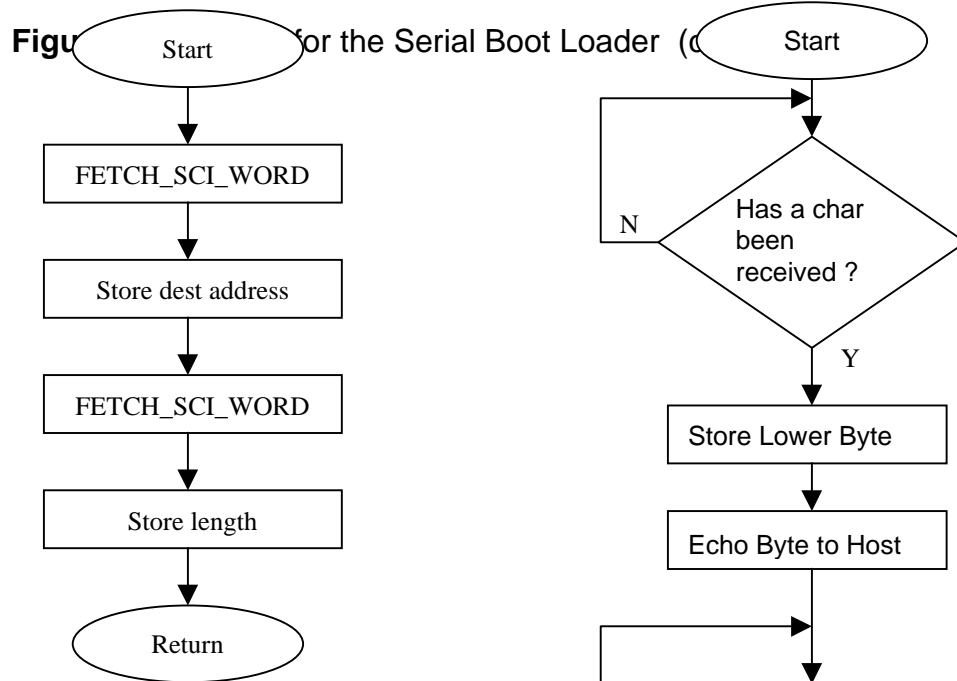 Figu for the Serial Boot Loader (
Start
FETCH_SCI_WORD
Store dest address
FETCH_SCI_WORD
Store length
Return
Start
Has a char
been
received ?
N
Y
Store Lower Byte
Echo Byte to Host